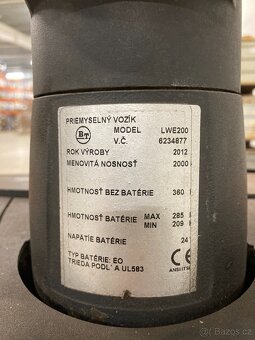 PRIEMYSELNÝ VOZÍK
BT MODEL LWE200
V.Č. 6234877
ROK VÝROBY 2012
MENOVITÁ NOSNOSŤ 2000
HMOTNOSŤ BEZ BATÉRIE 360
HMOTNOSŤ BATÉRIE MAX 285
MIN 209
NAPÄTIE BATÉRIE 24
TYP BATÉRIE: EO
TRIEDA PODĽA UL583
CE
bazos.cz